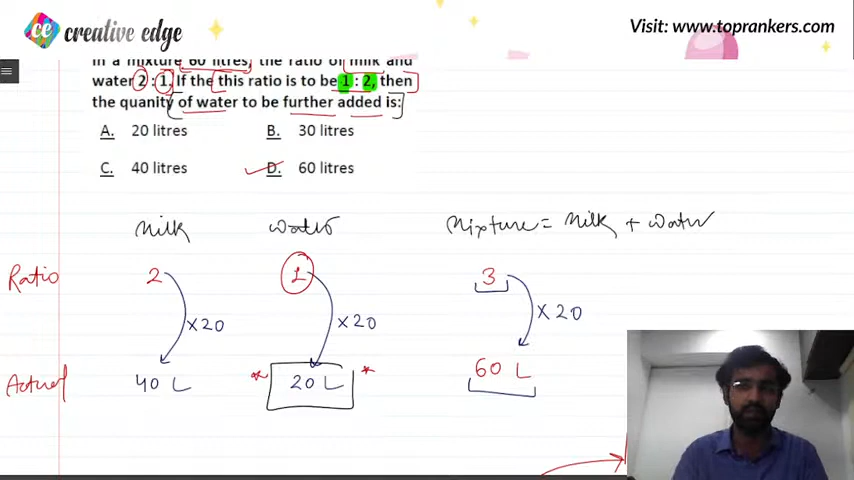 ce creative edge
Visit: www.toprankers.com
In a mixture 60 litres, the ratio of milk and
water 2 : 1. If the this ratio is to be 1 : 2, then
the quanity of water to be further added is:
A. 20 litres B. 30 litres
C. 40 litres D. 60 litres
Milk Water Mixture = Milk + Water
Ratio 2 1 3
×20 ×20 ×20
Actual 40 L * 20 L * 60 L